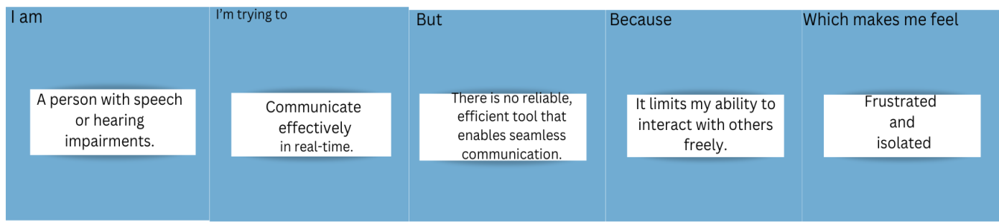 I am
A person with speech
or hearing
impairments.
I'm trying to
Communicate
effectively
in real-time.
But
There is no reliable,
efficient tool that
enables seamless
communication.
Because
It limits my ability to
interact with others
freely.
Which makes me feel
Frustrated
and
isolated